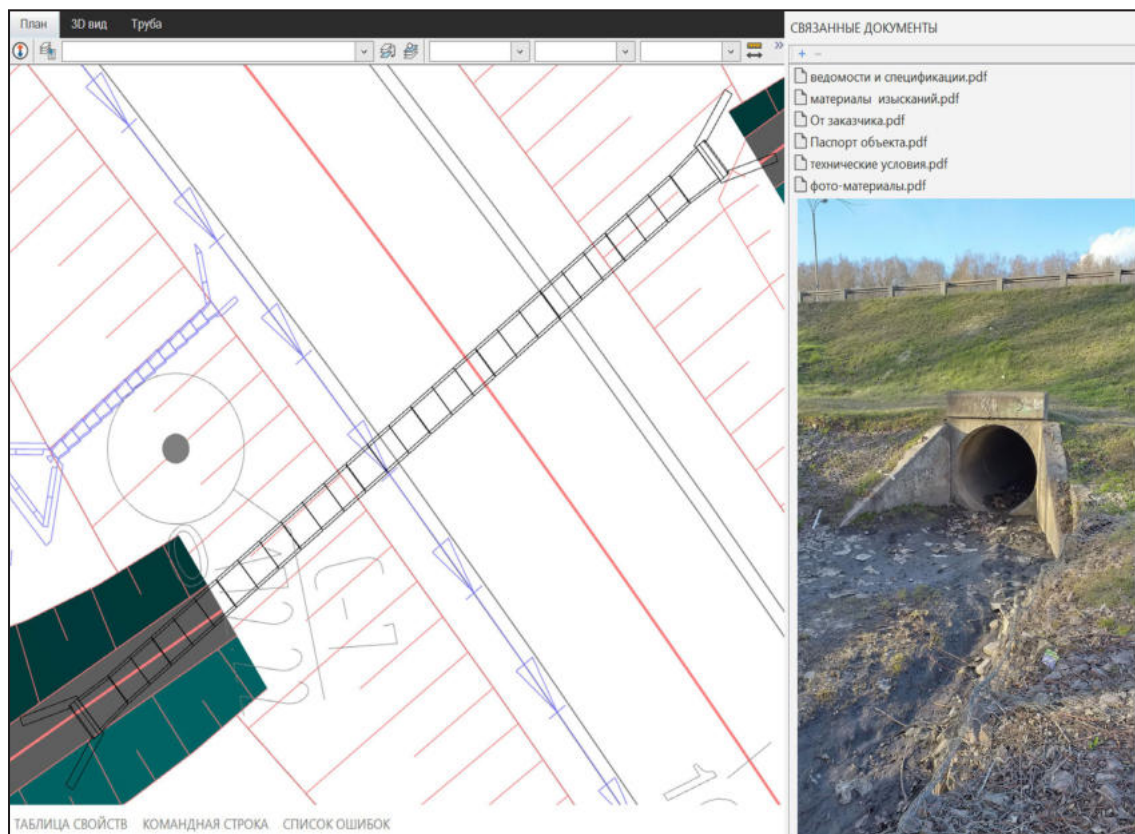 План 3D вид Труба
СВЯЗАННЫЕ ДОКУМЕНТЫ
ведомости и спецификации.pdf
материалы изысканий.pdf
От заказчика.pdf
Паспорт объекта.pdf
технические условия.pdf
фото-материалы.pdf
С-7
ТАБЛИЦА СВОЙСТВ КОМАНДНАЯ СТРОКА СПИСОК ОШИБОК